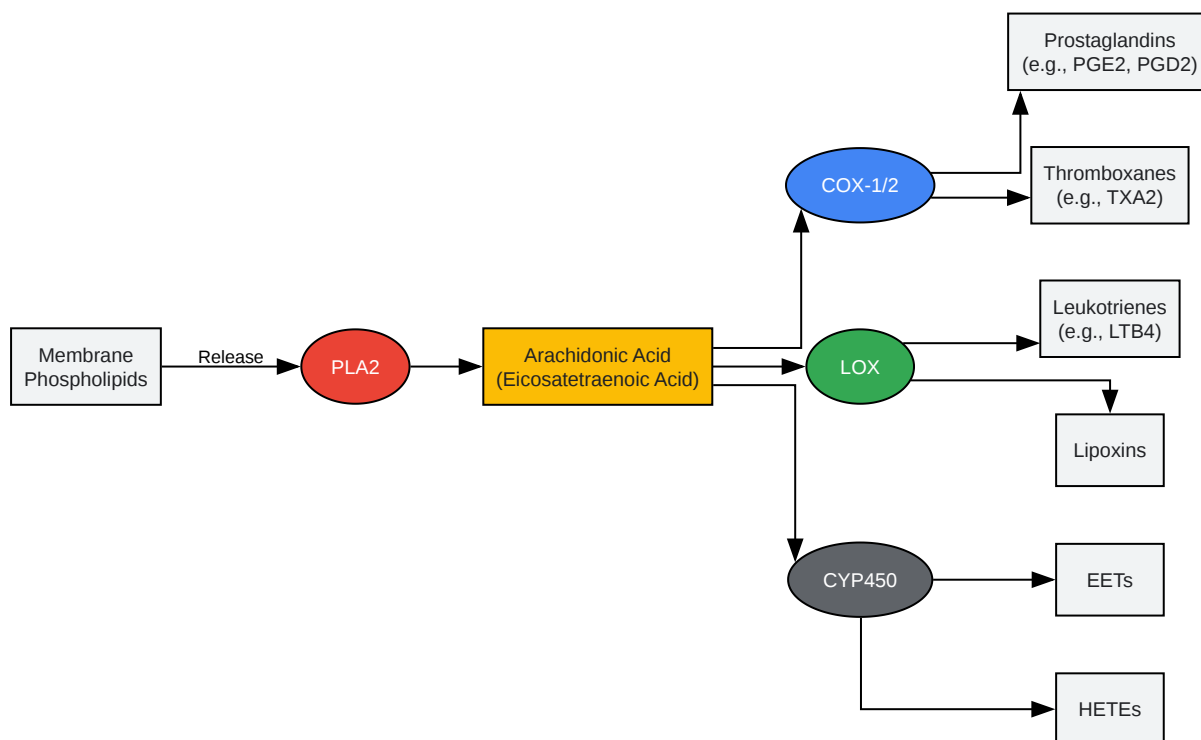 Membrane
Phospholipids
Release
PLA2
Arachidonic Acid
(Eicosatetraenoic Acid)
COX-1/2
Prostaglandins
(e.g., PGE2, PGD2)
Thromboxanes
(e.g., TXA2)
LOX
Leukotrienes
(e.g., LTB4)
Lipoxins
CYP450
EETs
HETEs